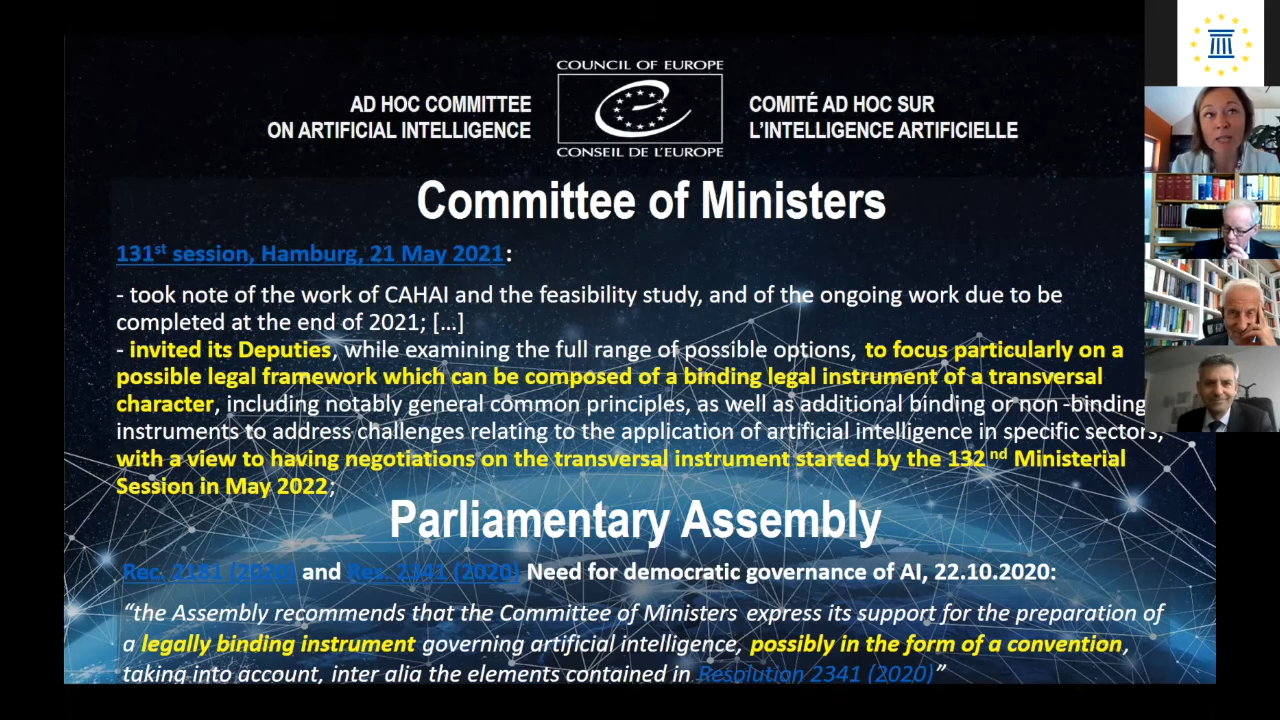 COUNCIL OF EUROPE
AD HOC COMMITTEE
ON ARTIFICIAL INTELLIGENCE
COMITÉ AD HOC SUR
L'INTELLIGENCE ARTIFICIELLE
CONSEIL DE L'EUROPE
Committee of Ministers
131st session, Hamburg, 21 May 2021:
- took note of the work of CAHAI and the feasibility study, and of the ongoing work due to be
completed at the end of 2021; […]
- invited its Deputies, while examining the full range of possible options, to focus particularly on a
possible legal framework which can be composed of a binding legal instrument of a transversal
character, including notably general common principles, as well as additional binding or non -binding
instruments to address challenges relating to the application of artificial intelligence in specific sectors,
with a view to having negotiations on the transversal instrument started by the 132nd Ministerial
Session in May 2022;
Parliamentary Assembly
Rec. 2181 (2020) and Res. 2341 (2020) Need for democratic governance of AI, 22.10.2020:
“the Assembly recommends that the Committee of Ministers express its support for the preparation of
a legally binding instrument governing artificial intelligence, possibly in the form of a convention,
taking into account, inter alia the elements contained in Resolution 2341 (2020)”